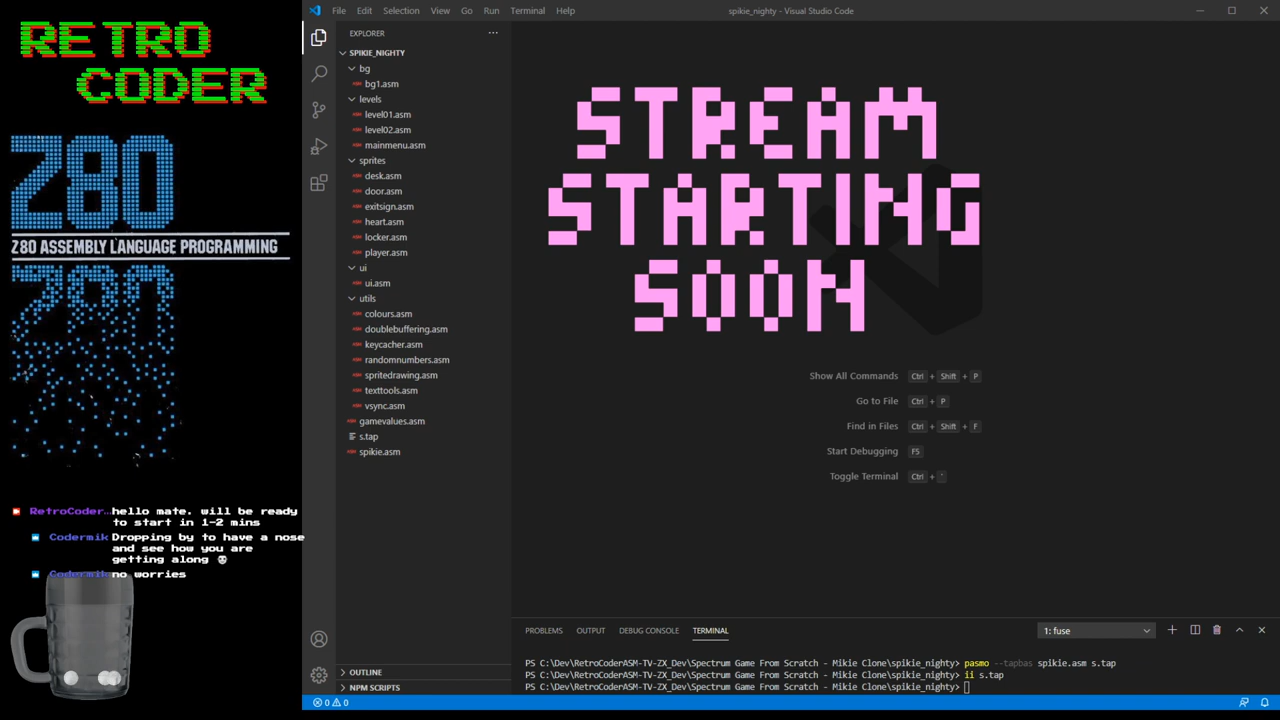 RETRO
CODER
Z80
Z80 ASSEMBLY LANGUAGE PROGRAMMING
RetroCoder... hello mate. will be ready
to start in 1-2 mins
Codermik Dropping by to have a nose
and see how you are
getting along
Codermik no worries
File Edit Selection View Go Run Terminal Help
spikie_nighty - Visual Studio Code
EXPLORER
SPIKIE_NIGHTY
bg
bg1.asm
levels
level01.asm
level02.asm
mainmenu.asm
sprites
desk.asm
door.asm
exitsign.asm
heart.asm
locker.asm
player.asm
ui
ui.asm
utils
colours.asm
doublebuffering.asm
keycacher.asm
randomnumbers.asm
spritedrawing.asm
texttools.asm
vsync.asm
gamevalues.asm
s.tap
spikie.asm
OUTLINE
NPM SCRIPTS
STREAM
STARTING
SOON
Show All Commands Ctrl + Shift + P
Go to File Ctrl + P
Find in Files Ctrl + Shift + F
Start Debugging F5
Toggle Terminal Ctrl + `
PROBLEMS OUTPUT DEBUG CONSOLE TERMINAL
1: fuse
PS C:\Dev\RetroCoderASM-TV-ZX_Dev\Spectrum Game From Scratch - Mikie Clone\spikie_nighty> pasmo --tapbas spikie.asm s.tap
PS C:\Dev\RetroCoderASM-TV-ZX_Dev\Spectrum Game From Scratch - Mikie Clone\spikie_nighty> ii s.tap
PS C:\Dev\RetroCoderASM-TV-ZX_Dev\Spectrum Game From Scratch - Mikie Clone\spikie_nighty>
0 0